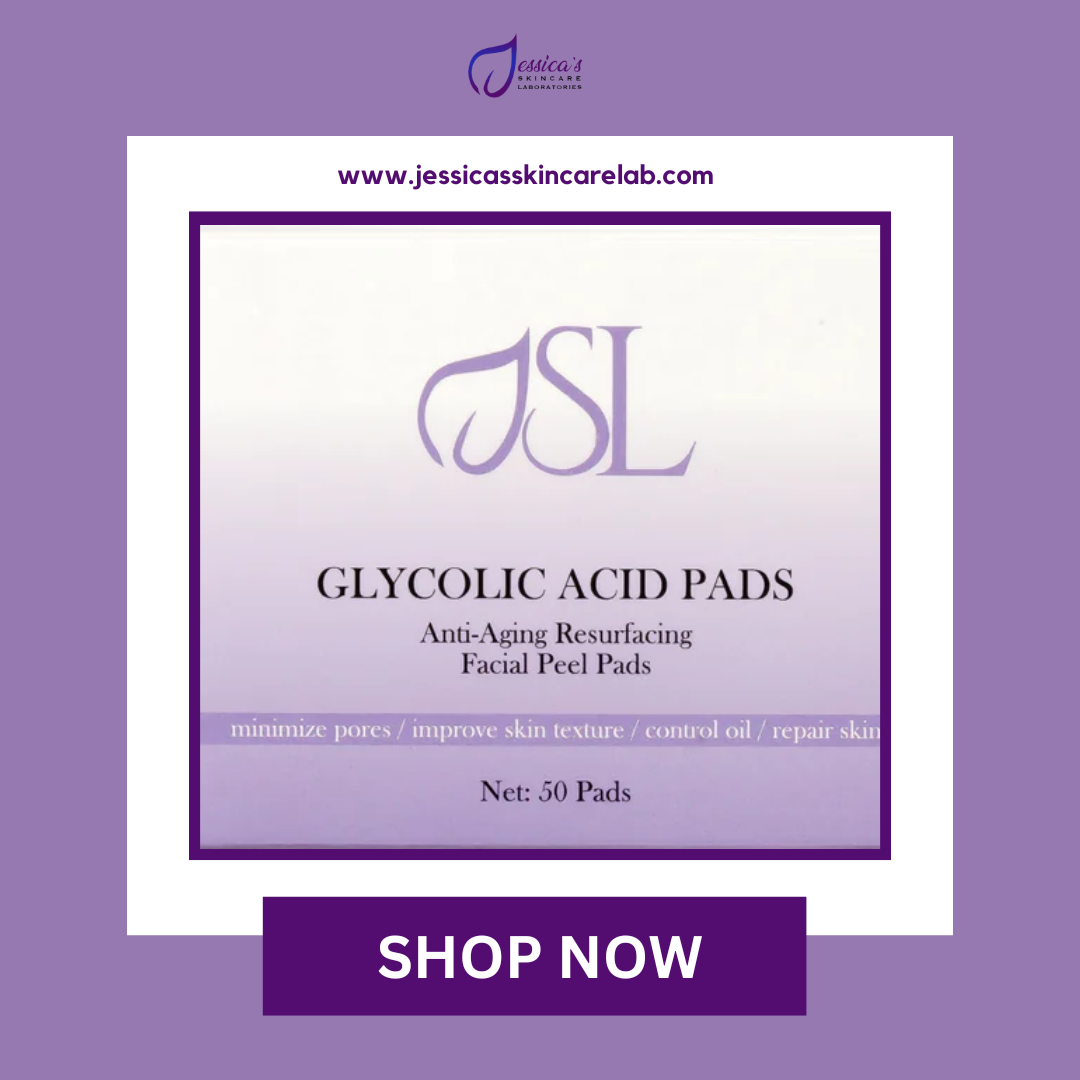 Jessica's
SKINCARE
LABORATORIES
www.jessicasskincarelab.com
JSL
GLYCOLIC ACID PADS
Anti-Aging Resurfacing
Facial Peel Pads
minimize pores / improve skin texture / control oil / repair skin
Net: 50 Pads
SHOP NOW